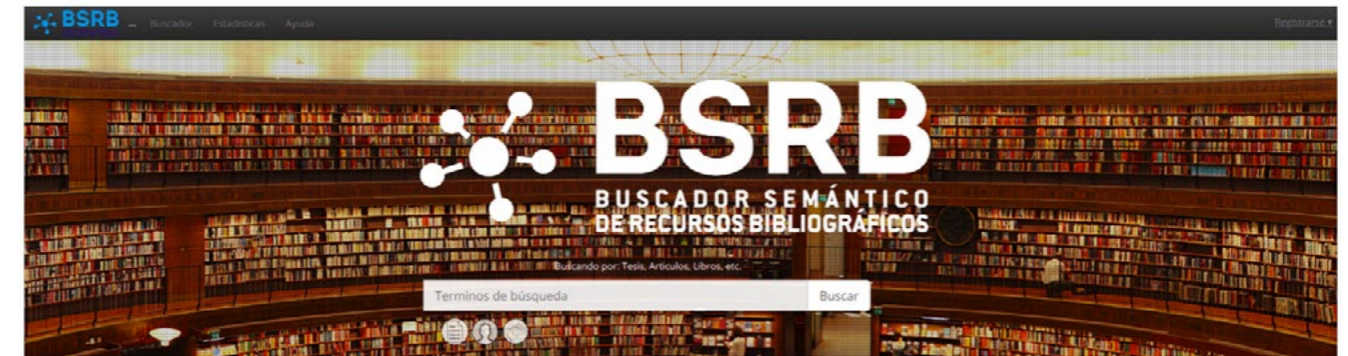 BSRB ... Buscador Estadísticas Ayuda Registrarse
BSRB
BUSCADOR SEMÁNTICO
DE RECURSOS BIBLIOGRÁFICOS
Buscando por: Tesis, Articulos, Libros, etc.
Terminos de búsqueda Buscar